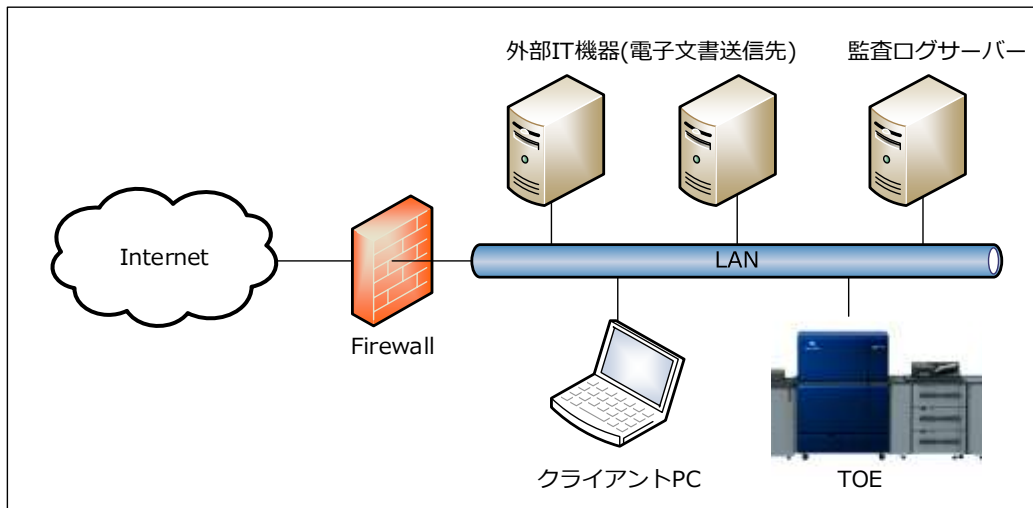 外部IT機器(電子文書送信先)
監査ログサーバー
Internet
LAN
Firewall
クライアントPC
TOE